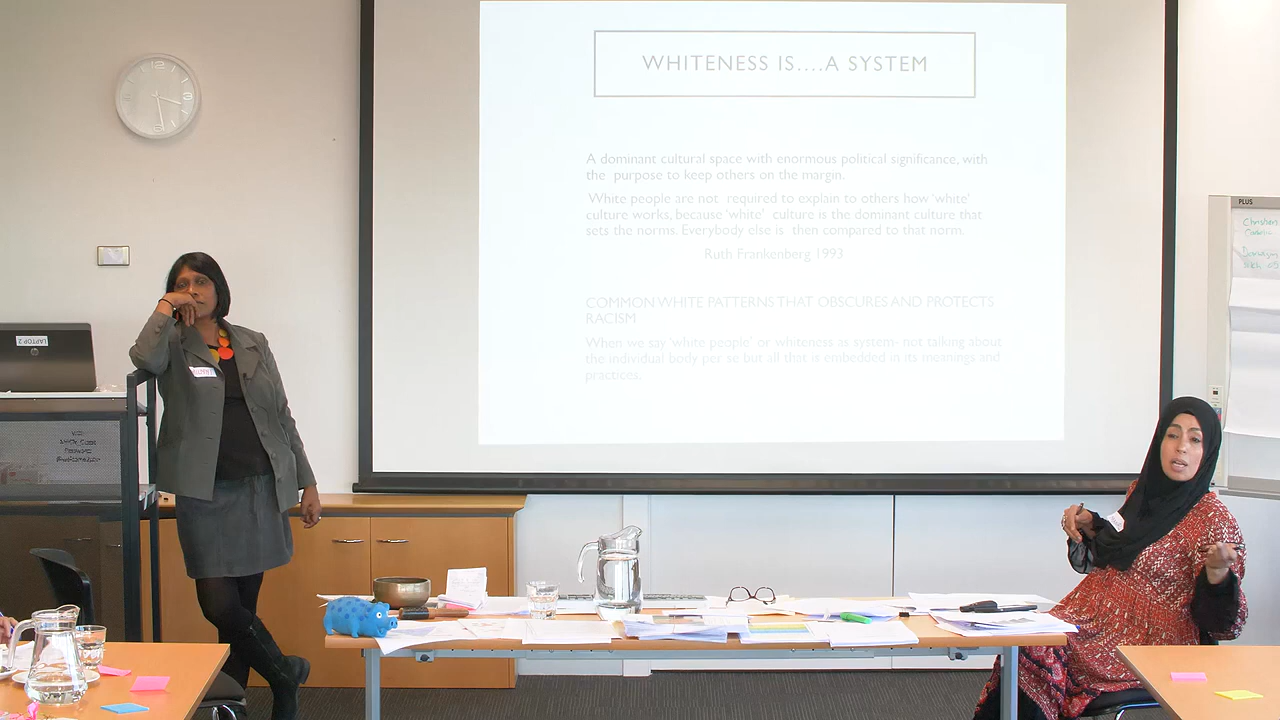 WHITENESS IS....A SYSTEM
A dominant cultural space with enormous political significance, with
the purpose to keep others on the margin.
White people are not required to explain to others how 'white'
culture works, because 'white' culture is the dominant culture that
sets the norms. Everybody else is then compared to that norm.
Ruth Frankenberg 1993
COMMON WHITE PATTERNS THAT OBSCURES AND PROTECTS
RACISM
When we say 'white people' or whiteness as system- not talking about
the individual body per se but all that is embedded in its meanings and
practices.
PLUS
LAPTOP 2